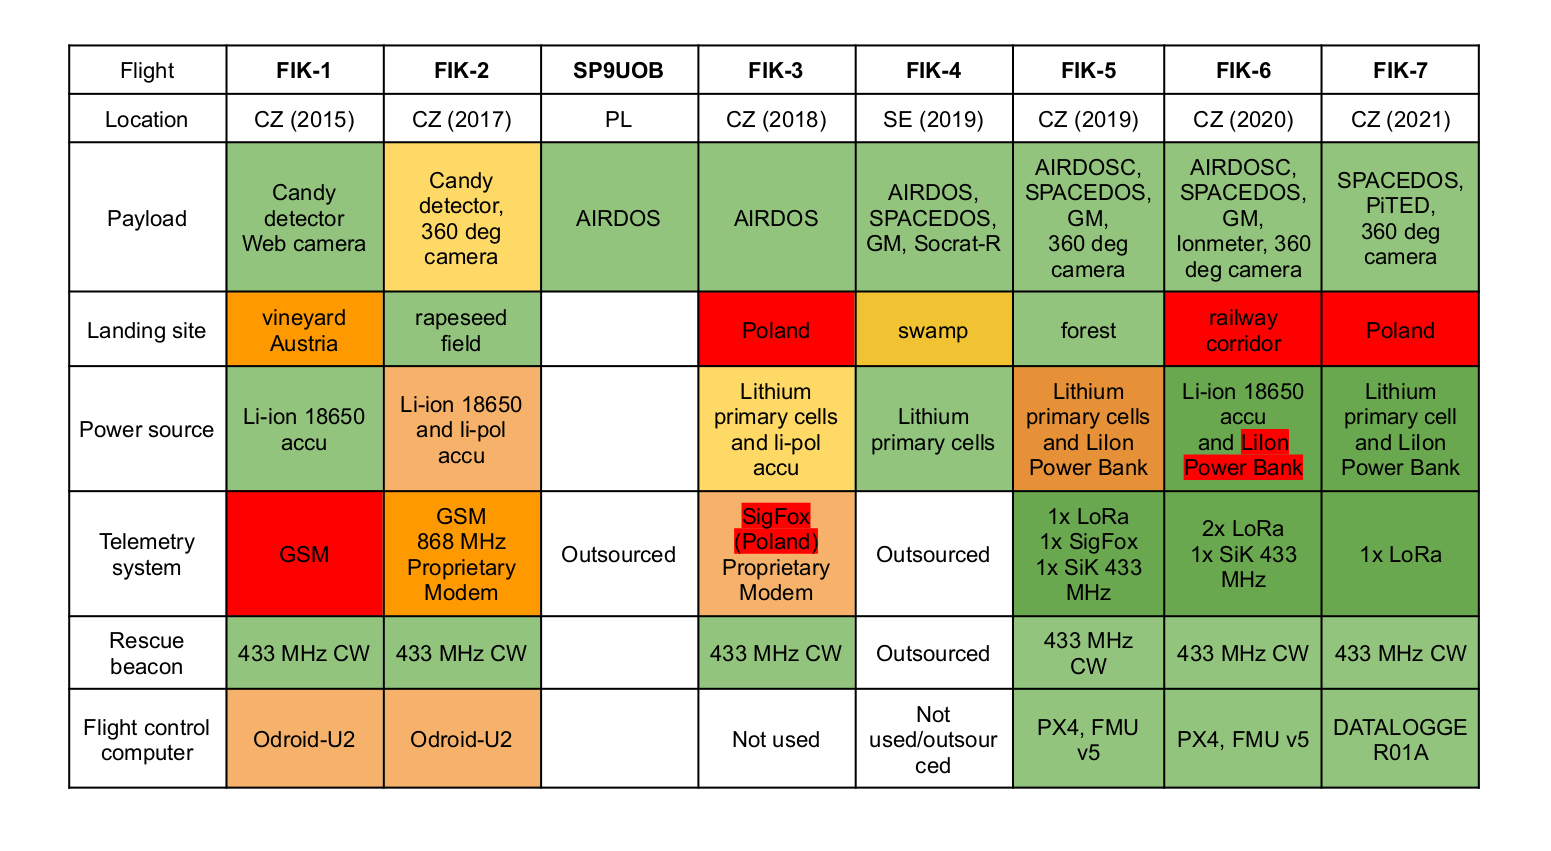 Flight
FIK-1
FIK-2
SP9UOB
FIK-3
FIK-4
FIK-5
FIK-6
FIK-7
Location
CZ (2015)
CZ (2017)
PL
CZ (2018)
SE (2019)
CZ (2019)
CZ (2020)
CZ (2021)
Payload
Candy
detector
Web camera
Candy
detector,
360 deg
camera
AIRDOS
AIRDOS
AIRDOS,
SPACEDOS,
GM, Socrat-R
AIRDOSC,
SPACEDOS,
GM,
360 deg
camera
AIRDOSC,
SPACEDOS,
GM,
Ionmeter, 360
deg camera
SPACEDOS,
PiTED,
360 deg
camera
Landing site
vineyard
Austria
rapeseed
field
Poland
swamp
forest
railway
corridor
Poland
Power source
Li-ion 18650
accu
Li-ion 18650
and li-pol
accu
Lithium
primary cells
and li-pol
accu
Lithium
primary cells
Lithium
primary cells
and LiIon
Power Bank
Li-ion 18650
accu
and LiIon
Power Bank
Lithium
primary cell
and LiIon
Power Bank
Telemetry
system
GSM
GSM
868 MHz
Proprietary
Modem
Outsourced
SigFox
(Poland)
Proprietary
Modem
Outsourced
1x LoRa
1x SigFox
1x SiK 433
MHz
2x LoRa
1x SiK 433
MHz
1x LoRa
Rescue
beacon
433 MHz CW
433 MHz CW
433 MHz CW
Outsourced
433 MHz
CW
433 MHz CW
433 MHz CW
Flight control
computer
Odroid-U2
Odroid-U2
Not used
Not
used/outsour
ced
PX4, FMU
v5
PX4, FMU v5
DATALOGGE
R01A